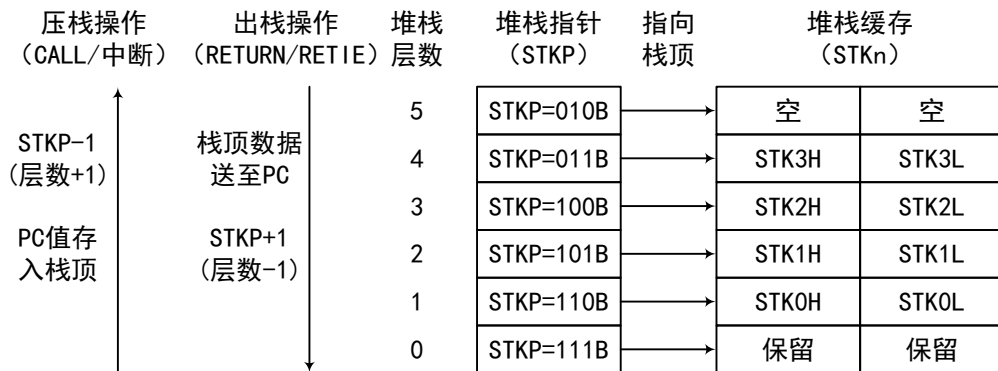 压栈操作 出栈操作 堆栈 堆栈指针 指向 堆栈缓存
（CALL/中断） （RETURN/RETIE） 层数 （STKP） 栈顶 （STKn）
5 STKP=010B 空 空
STKP-1 栈顶数据
(层数+1) 送至PC
4 STKP=011B STK3H STK3L
3 STKP=100B STK2H STK2L
PC值存 STKP+1
入栈顶 (层数-1)
2 STKP=101B STK1H STK1L
1 STKP=110B STK0H STK0L
0 STKP=111B 保留 保留